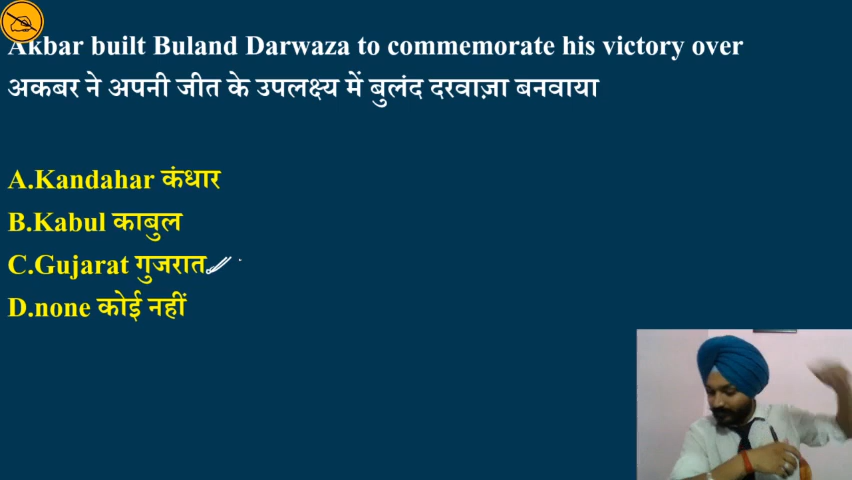 Akbar built Buland Darwaza to commemorate his victory over
अकबर ने अपनी जीत के उपलक्ष्य में बुलंद दरवाज़ा बनवाया
A.Kandahar कंधार
B.Kabul काबुल
C.Gujarat गुजरात
D.none कोई नहीं